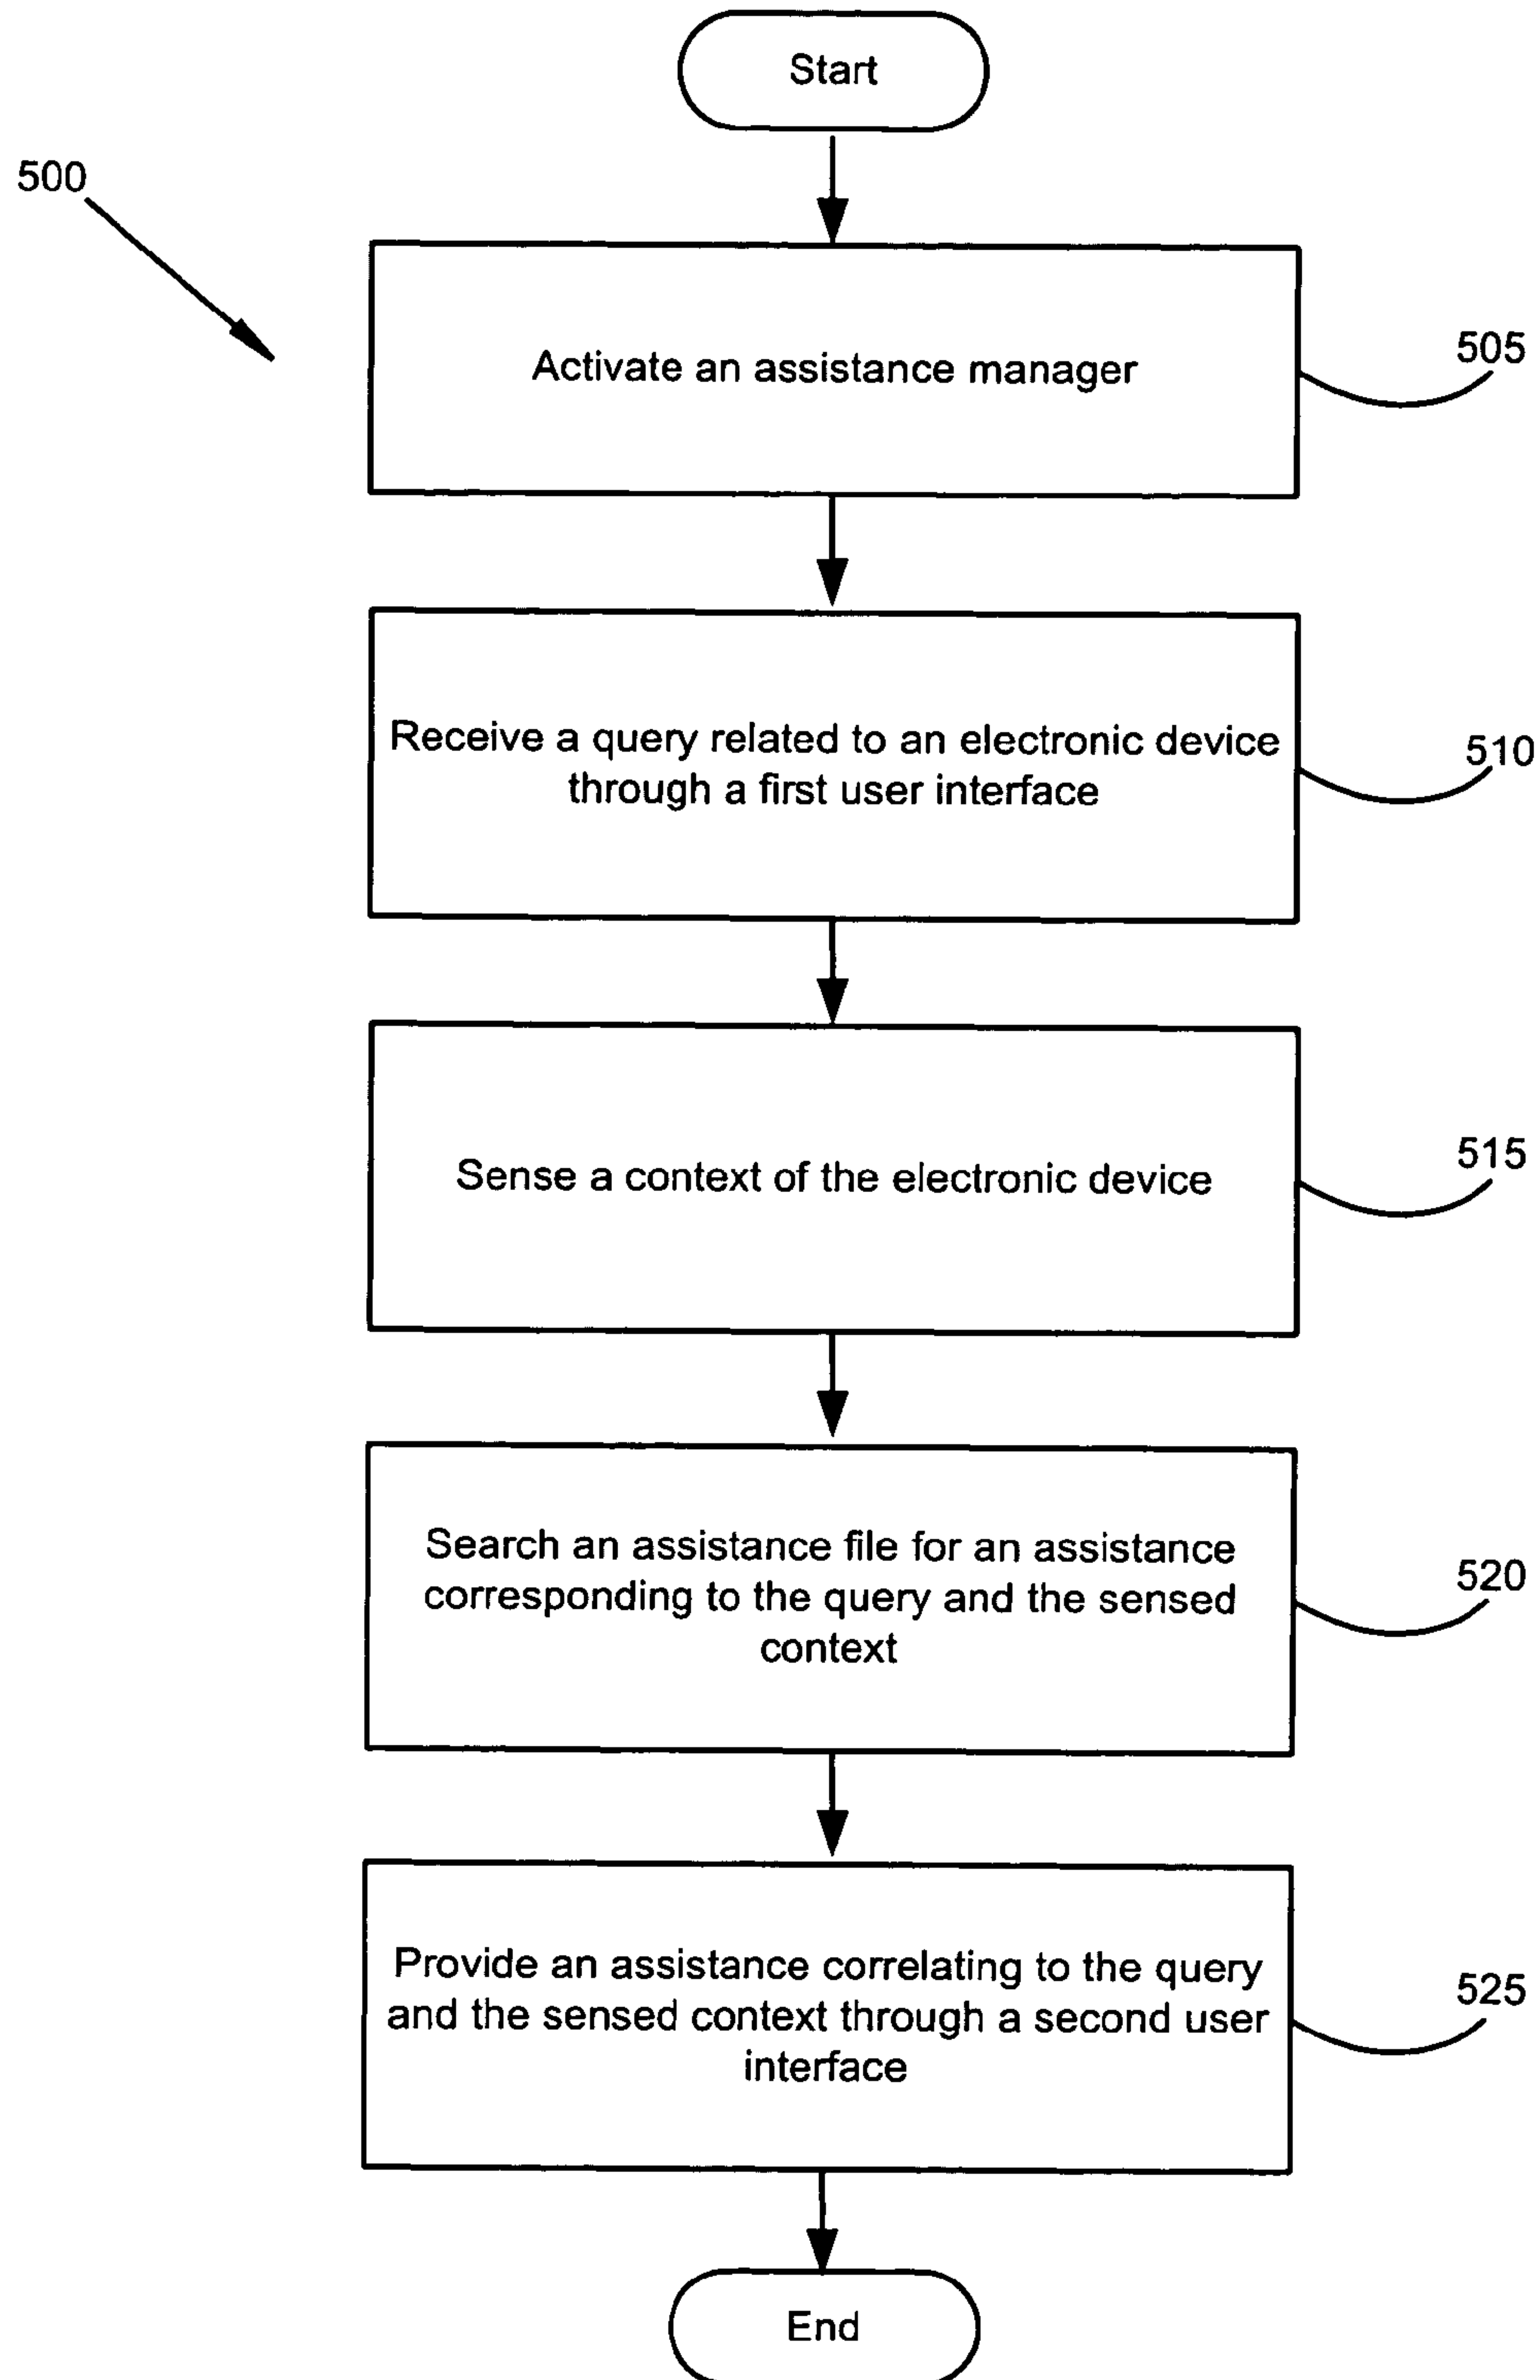 Start
500
Activate an assistance manager
505
Receive a query related to an electronic device
through a first user interface
510
Sense a context of the electronic device
515
Search an assistance file for an assistance
corresponding to the query and the sensed
context
520
Provide an assistance correlating to the query
and the sensed context through a second user
interface
525
End